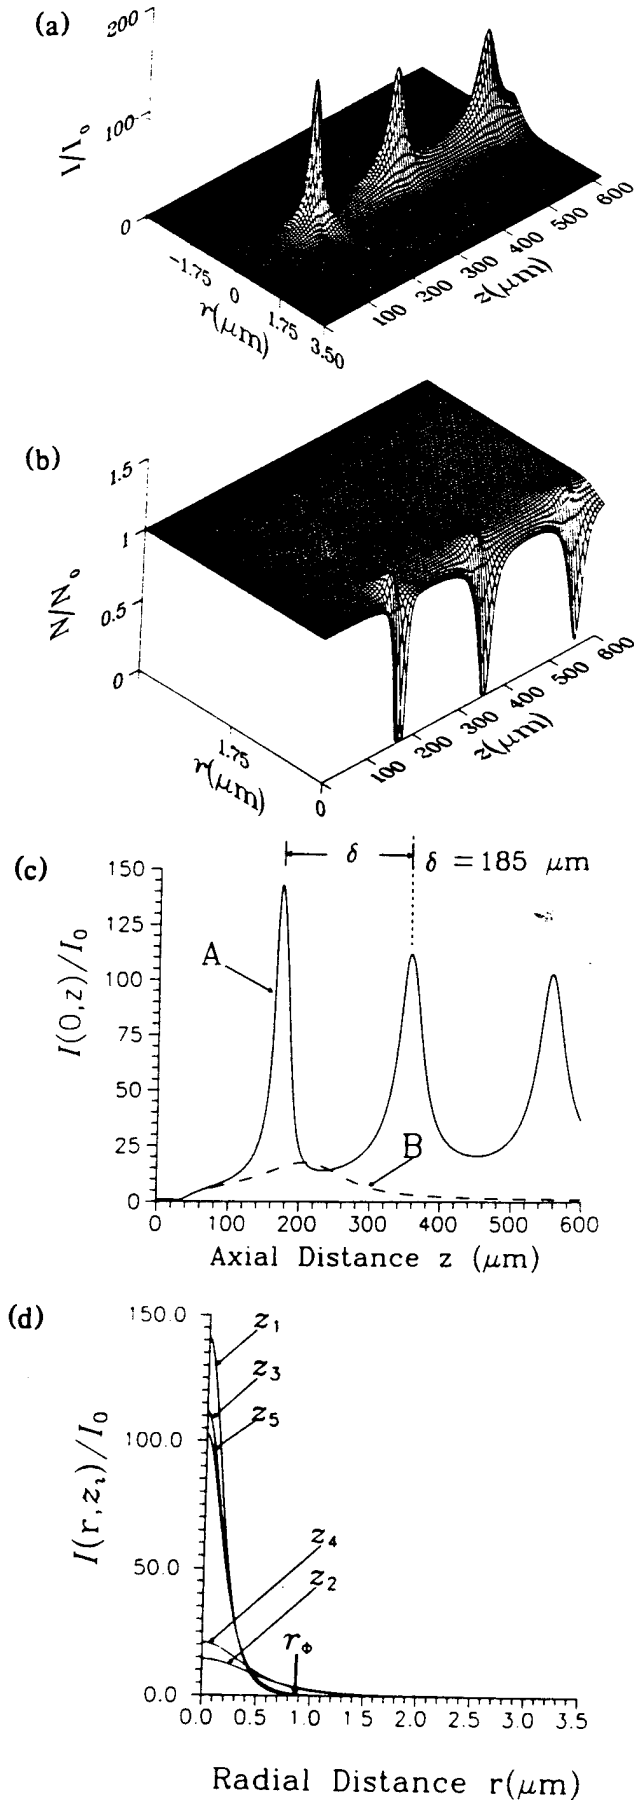 (a)
200
100
0
I/I₀
-1.75
0
1.75
3.50
r(μm)
100
200
300
400
500
600
z(μm)
(b)
1.5
1
0.5
0
N/N₀
1.75
0
r(μm)
100
200
300
400
500
600
z(μm)
(c)
δ
δ = 185 μm
150
125
100
75
50
25
0
I(0,z)/I₀
A
B
0 100 200 300 400 500 600
Axial Distance z (μm)
(d)
150.0
100.0
50.0
0.0
I(r,zᵢ)/I₀
z₁
z₃
z₅
z₄
z₂
r_Φ
0.0 0.5 1.0 1.5 2.0 2.5 3.0 3.5
Radial Distance r(μm)